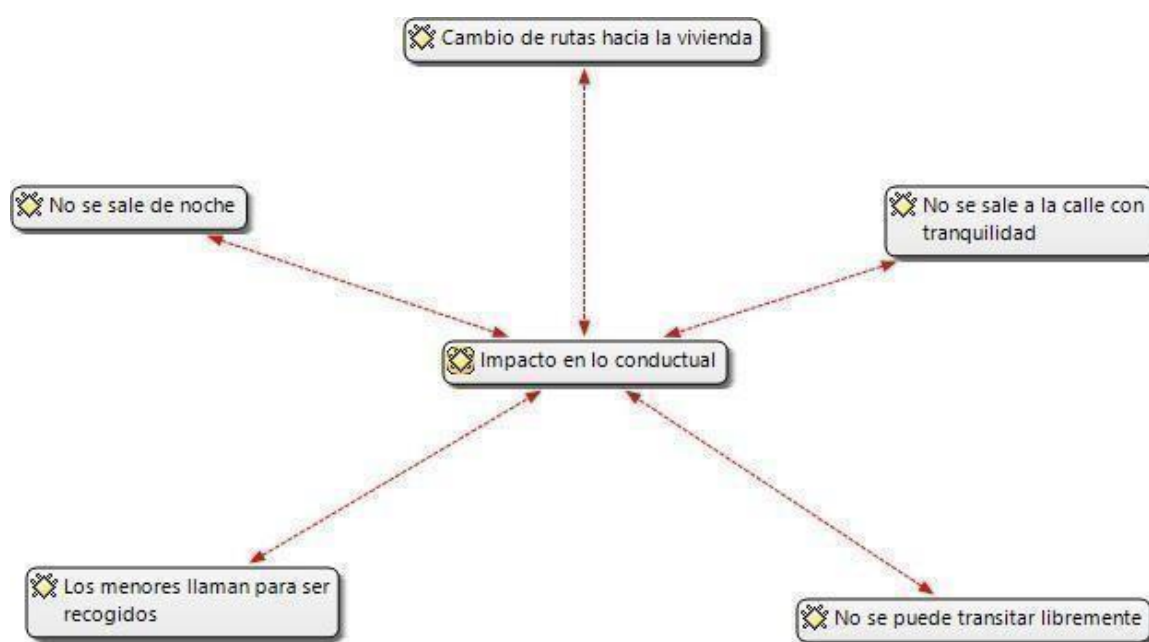 Cambio de rutas hacia la vivienda
No se sale de noche
No se sale a la calle con
tranquilidad
Impacto en lo conductual
Los menores llaman para ser
recogidos
No se puede transitar libremente